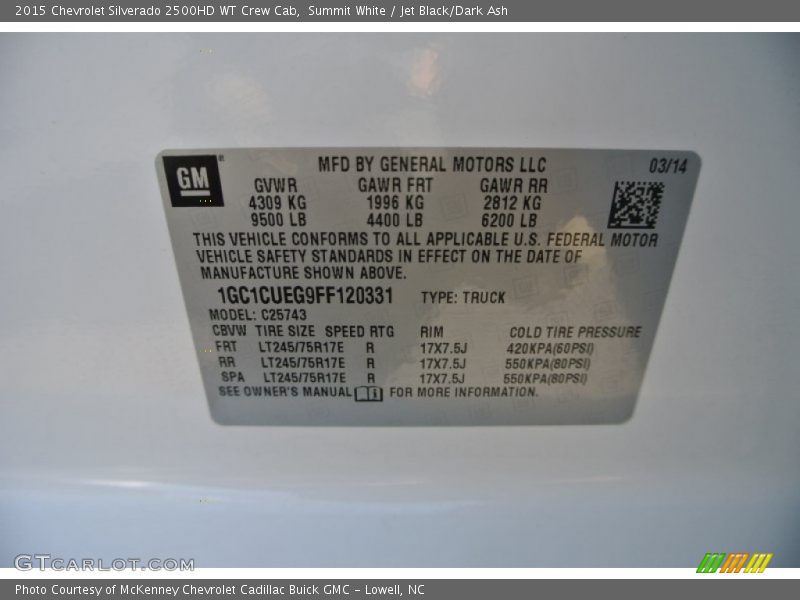 2015 Chevrolet Silverado 2500HD WT Crew Cab,  Summit White / Jet Black/Dark Ash
GM
MFD BY GENERAL MOTORS LLC 03/14
GVWR GAWR FRT GAWR RR
4309 KG 1996 KG 2812 KG
9500 LB 4400 LB 6200 LB
THIS VEHICLE CONFORMS TO ALL APPLICABLE U.S. FEDERAL MOTOR
VEHICLE SAFETY STANDARDS IN EFFECT ON THE DATE OF
MANUFACTURE SHOWN ABOVE.
1GC1CUEG9FF120331 TYPE: TRUCK
MODEL: C25743
CBVW TIRE SIZE SPEED RTG RIM COLD TIRE PRESSURE
FRT LT245/75R17E R 17X7.5J 420KPA(60PSI)
RR LT245/75R17E R 17X7.5J 550KPA(80PSI)
SPA LT245/75R17E R 17X7.5J 550KPA(80PSI)
SEE OWNER'S MANUAL FOR MORE INFORMATION.
GTCARLOT.COM
Photo Courtesy of McKenney Chevrolet Cadillac Buick GMC - Lowell, NC